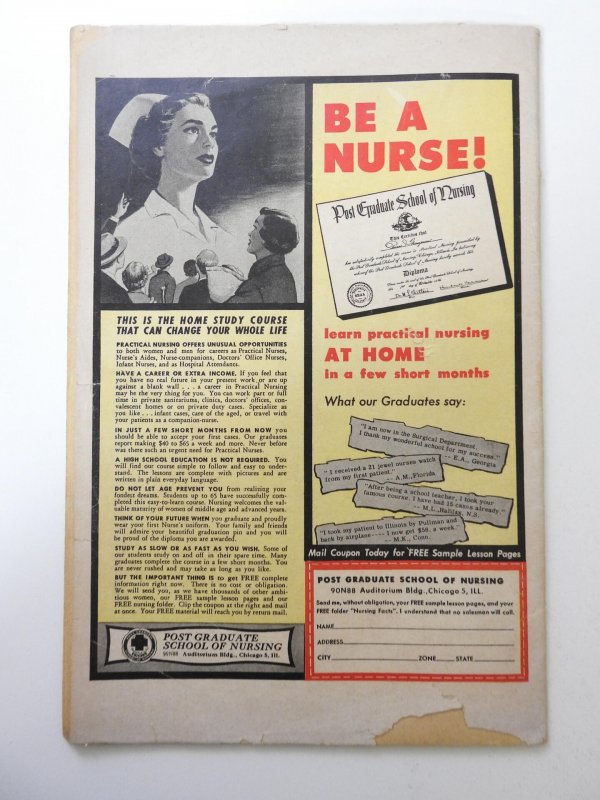 BE A
NURSE!
Post Graduate School of Nursing
This Certifies that
Diploma
learn practical nursing
AT HOME
in a few short months
What our Graduates say:
"I am now in the Surgical Department.
I thank my wonderful school for my success."
— E.A., Georgia
"I received a 21 jewel nurses watch
from my first patient."
— A.M., Florida
"After being a school teacher, I took your
famous course. I have had 15 cases already."
— M.L., Halifax, N.S.
"I took my patient to Illinois by Pullman and
back by airplane——I now get $58. a week."
— M.K., Conn.
Mail Coupon Today for FREE Sample Lesson Pages
POST GRADUATE SCHOOL OF NURSING
90N88 Auditorium Bldg., Chicago 5, ILL.
Send me, without obligation, your FREE sample lesson pages, and your
FREE folder "Nursing Facts". I understand that no salesman will call.
NAME
ADDRESS
CITY ZONE STATE
THIS IS THE HOME STUDY COURSE
THAT CAN CHANGE YOUR WHOLE LIFE
PRACTICAL NURSING OFFERS UNUSUAL OPPORTUNITIES
to both women and men for careers as Practical Nurses,
Nurse's Aides, Nurse-companions, Doctors' Office Nurses,
Infant Nurses, and as Hospital Attendants.
HAVE A CAREER OR EXTRA INCOME. If you feel that
you have no real future in your present work or are up
against a blank wall . . . a career in Practical Nursing
may be the very thing for you. You can work part or full
time in private sanitariums, clinics, doctors' offices, con-
valescent homes or on private duty cases. Specialize as
you like . . . infant cases, care of the aged, or travel with
your patients as a companion-nurse.
IN JUST A FEW SHORT MONTHS FROM NOW you
should be able to accept your first cases. Our graduates
report making $40 to $65 a week and more. Never before
was there such an urgent need for Practical Nurses.
A HIGH SCHOOL EDUCATION IS NOT REQUIRED. You
will find our course simple to follow and easy to under-
stand. The lessons are complete with pictures and are
written in plain everyday language.
DO NOT LET AGE PREVENT YOU from realizing your
fondest dreams. Students up to 65 have successfully com-
pleted this easy-to-learn course. Nursing welcomes the val-
uable maturity of women of middle age and advanced years.
THINK OF YOUR FUTURE WHEN you graduate and proudly
wear your first Nurse's uniform. Your family and friends
will admire your beautiful graduation pin and you will
be proud of the diploma you are awarded.
STUDY AS SLOW OR AS FAST AS YOU WISH. Some of
our students study on and off in their spare time. Many
graduates complete the course in a few short months. You
are never rushed and may take as long as you like.
BUT THE IMPORTANT THING IS to get FREE complete
information right now. There is no cost or obligation.
We will send you, as we have thousands of other ambi-
tious women, our FREE sample lesson pages and our
FREE nursing folder. Clip the coupon at the right and mail
at once. Your FREE material will reach you by return mail.
POST GRADUATE
SCHOOL OF NURSING
90N88 Auditorium Bldg., Chicago 5, Ill.